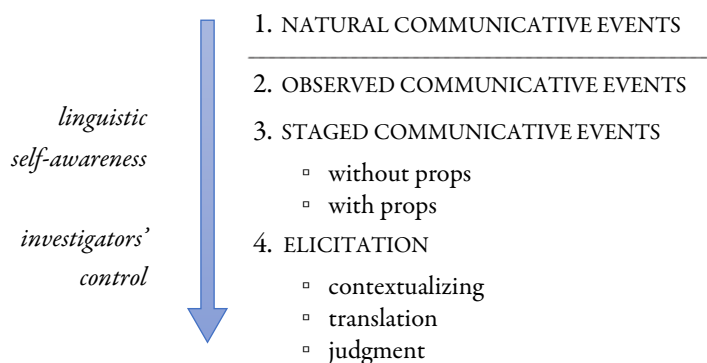 1. NATURAL COMMUNICATIVE EVENTS
2. OBSERVED COMMUNICATIVE EVENTS
3. STAGED COMMUNICATIVE EVENTS
▫ without props
▫ with props
4. ELICITATION
▫ contextualizing
▫ translation
▫ judgment
linguistic
self-awareness
investigators’
control